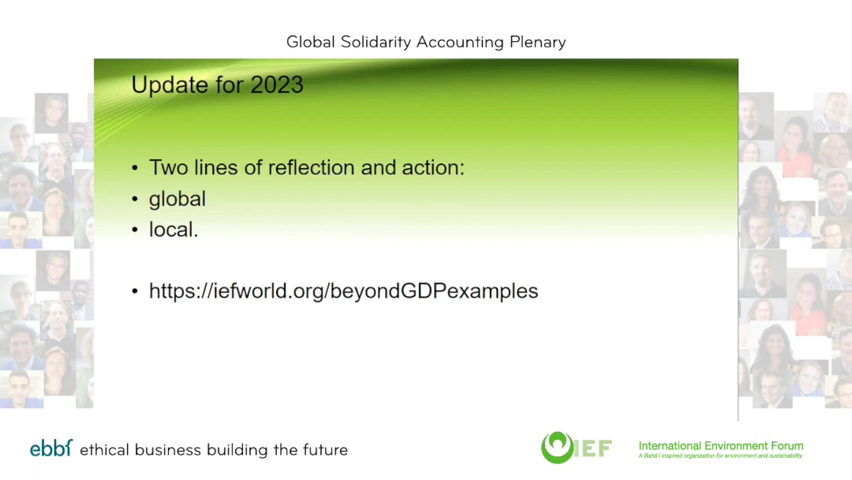 Global Solidarity Accounting Plenary
Update for 2023
• Two lines of reflection and action:
• global
• local.
• https://iefworld.org/beyondGDPexamples
ebbf ethical business building the future
IEF
International Environment Forum
A Bahá'í inspired organization for environment and sustainability